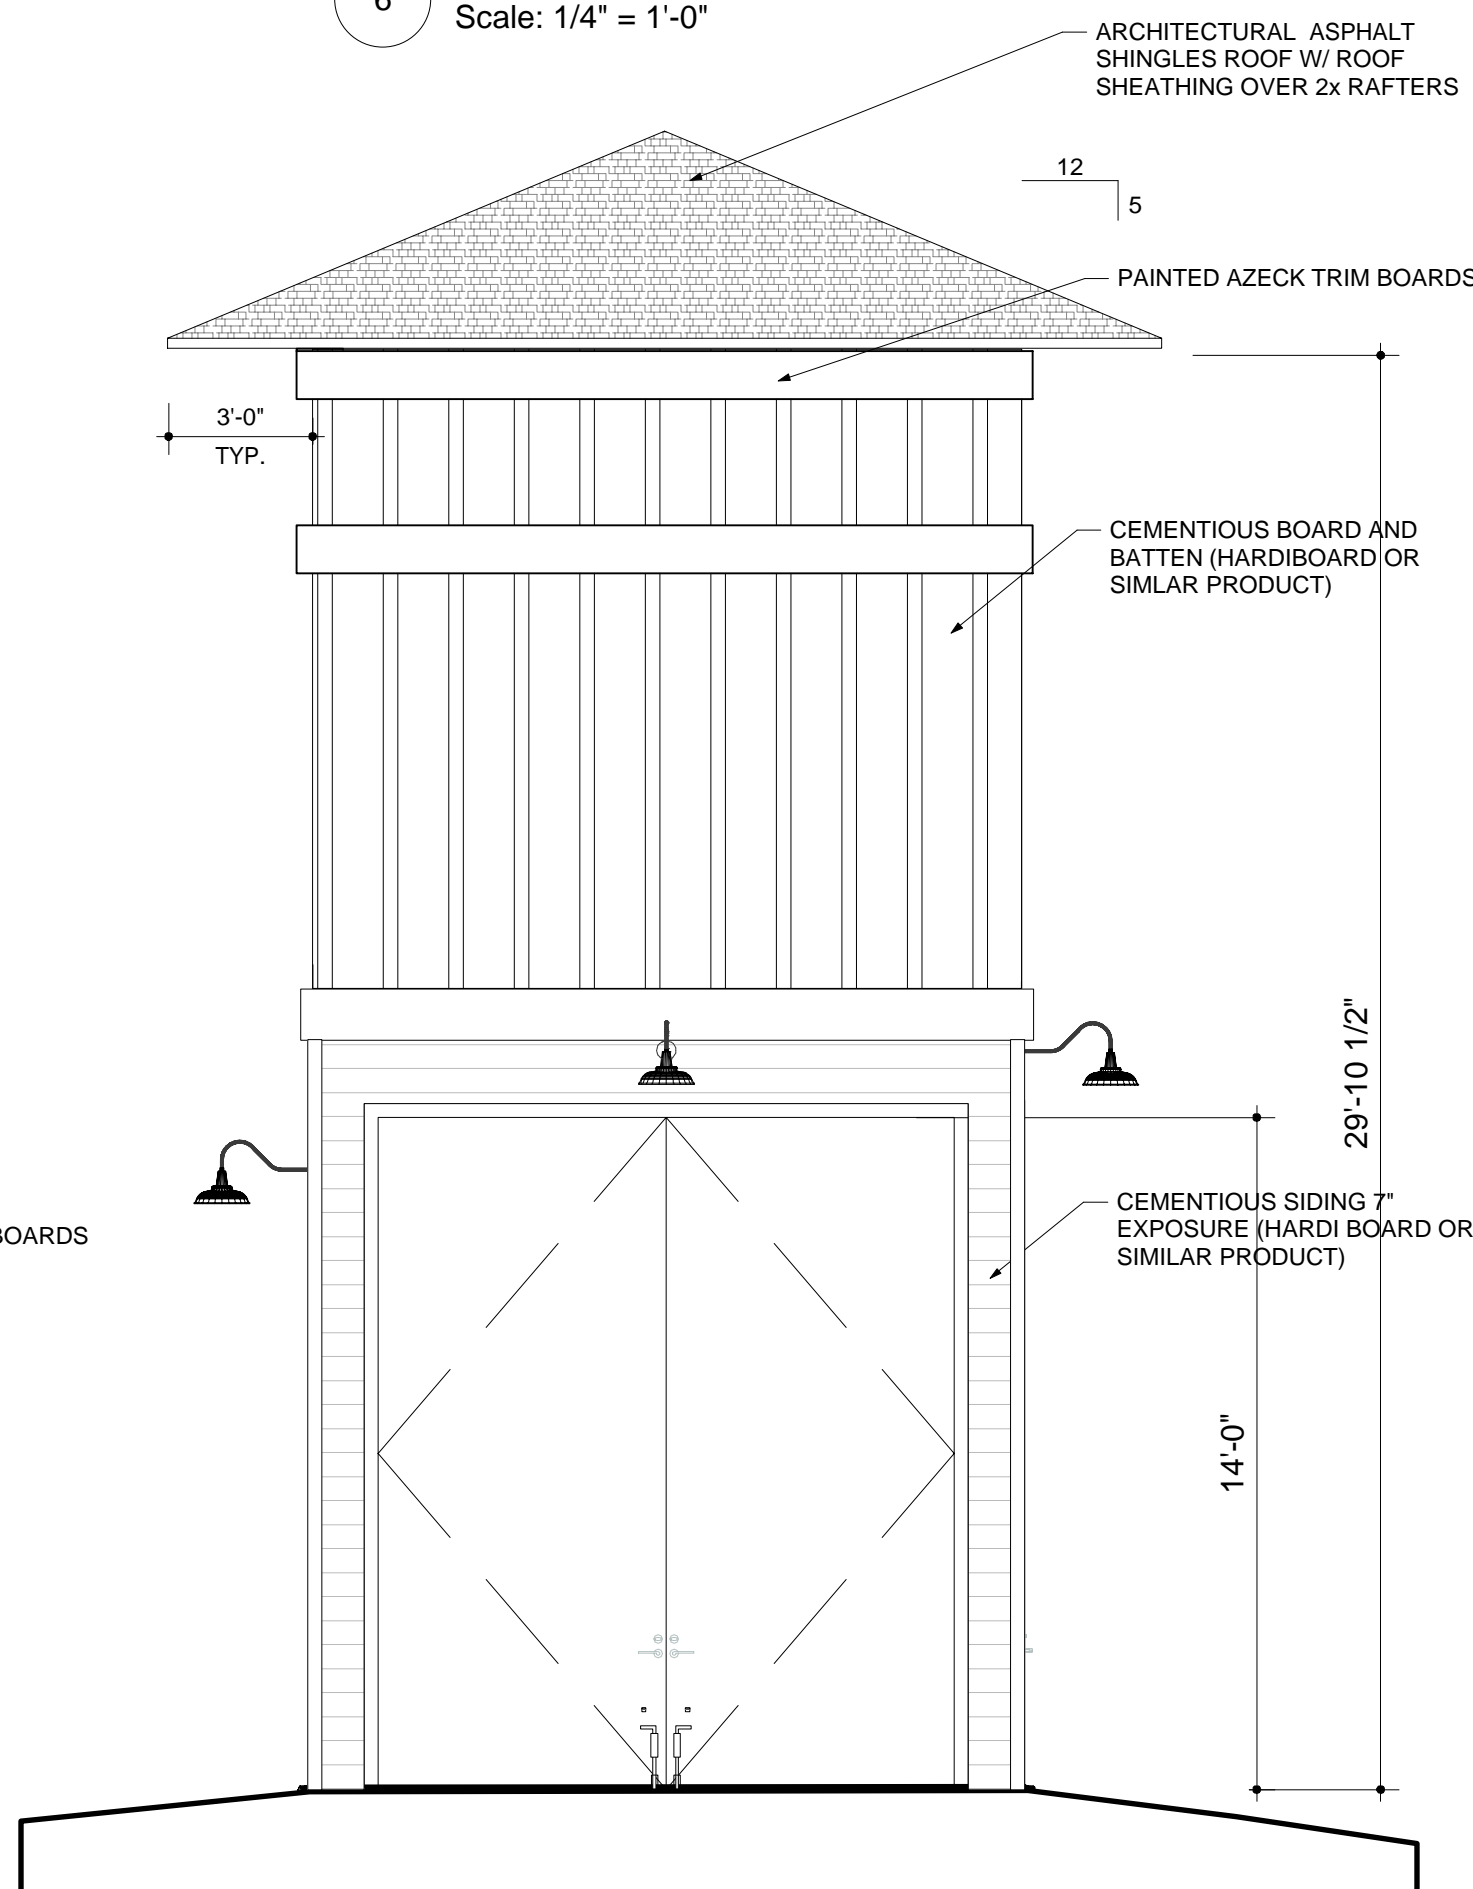 6
Scale: 1/4" = 1'-0"
ARCHITECTURAL ASPHALT
SHINGLES ROOF W/ ROOF
SHEATHING OVER 2x RAFTERS
12
5
PAINTED AZECK TRIM BOARDS
3'-0"
TYP.
CEMENTIOUS BOARD AND
BATTEN (HARDIBOARD OR
SIMLAR PRODUCT)
29'-10 1/2"
CEMENTIOUS SIDING 7"
EXPOSURE (HARDI BOARD OR
SIMILAR PRODUCT)
BOARDS
14'-0"